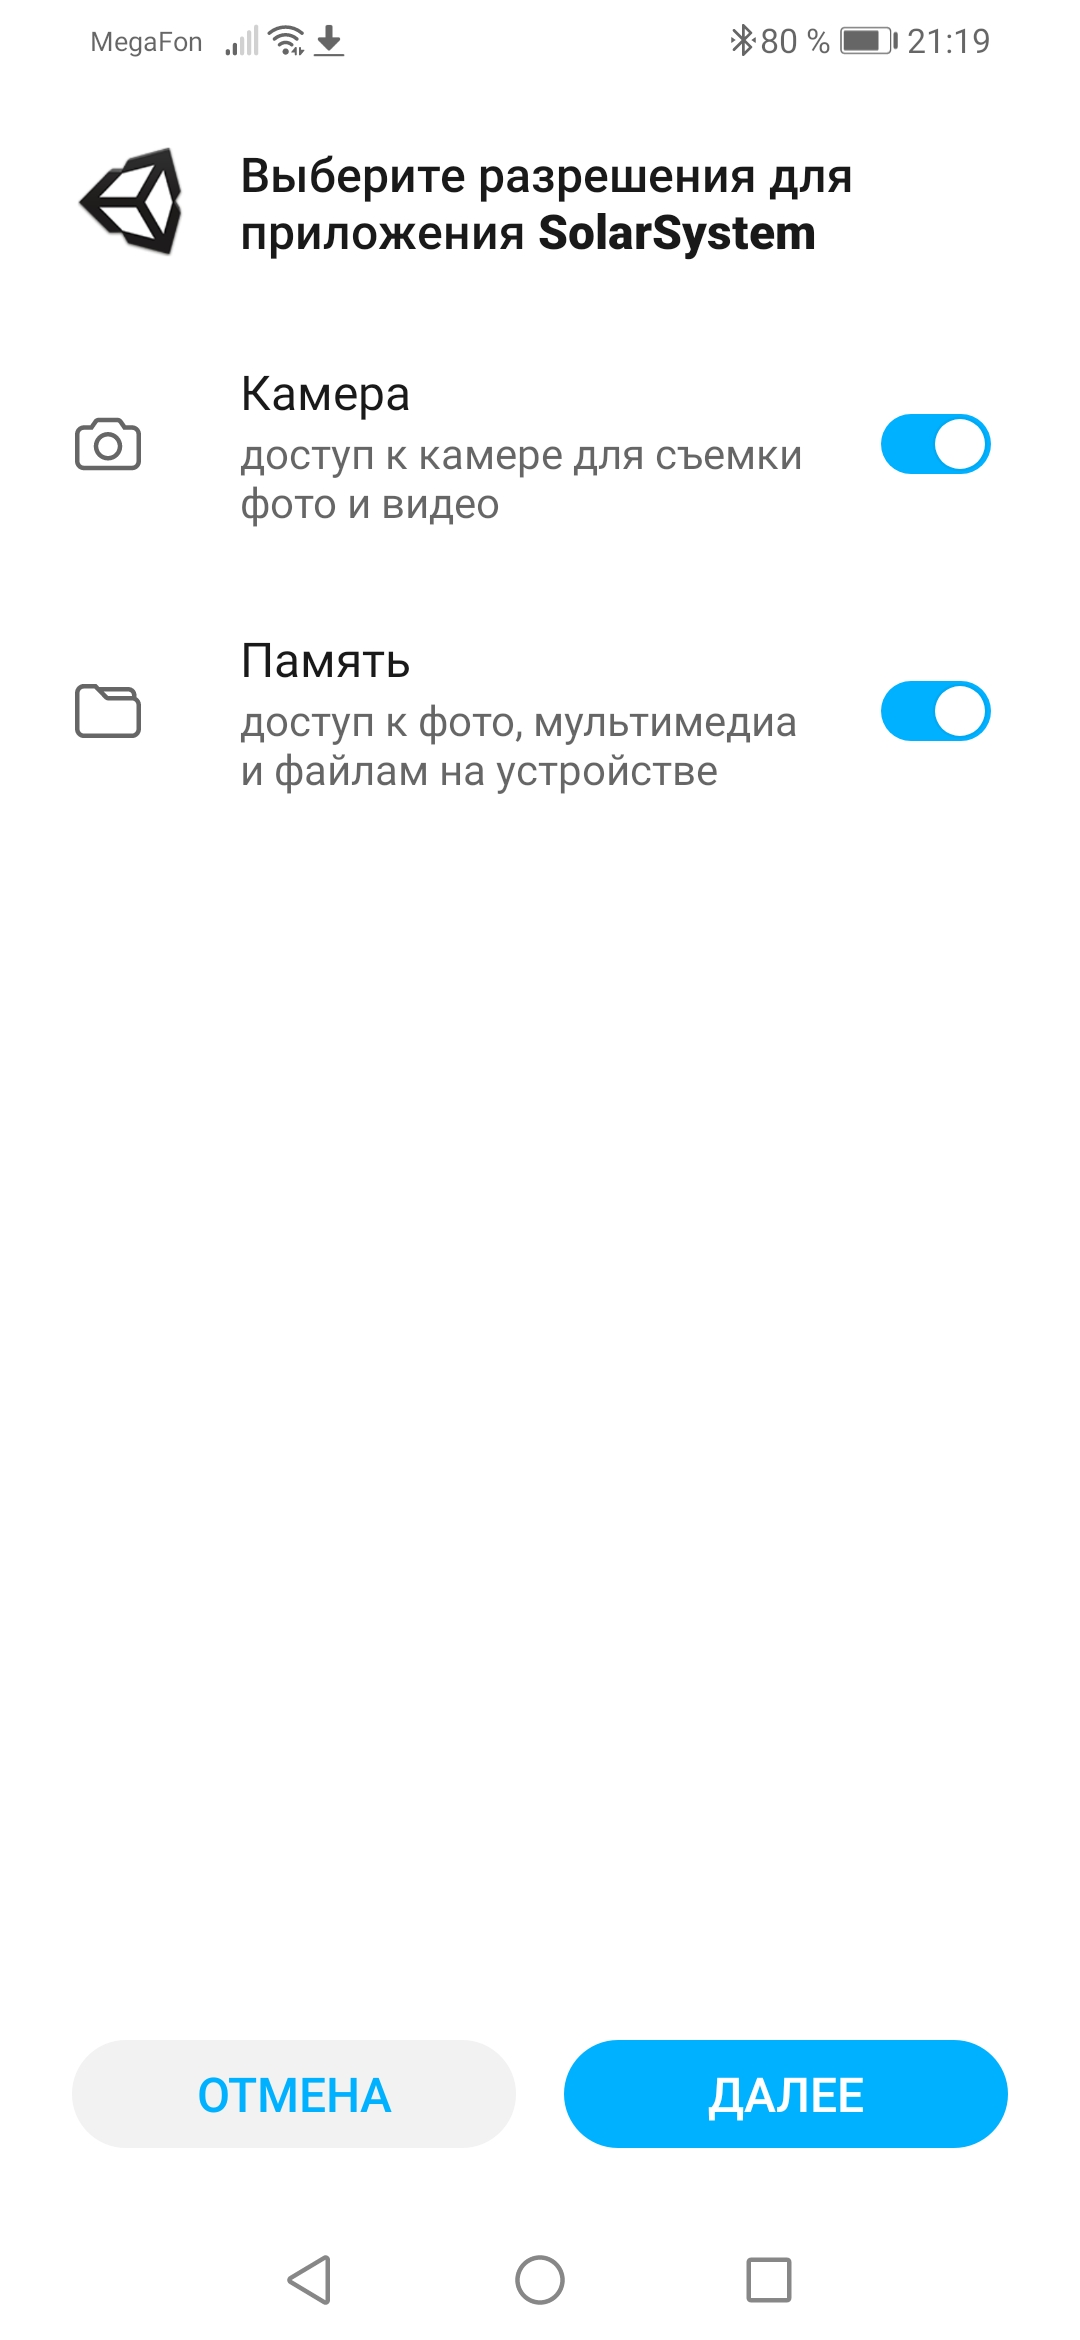 MegaFon
80 %
21:19
Выберите разрешения для
приложения SolarSystem
Камера
доступ к камере для съемки
фото и видео
Память
доступ к фото, мультимедиа
и файлам на устройстве
ОТМЕНА
ДАЛЕЕ